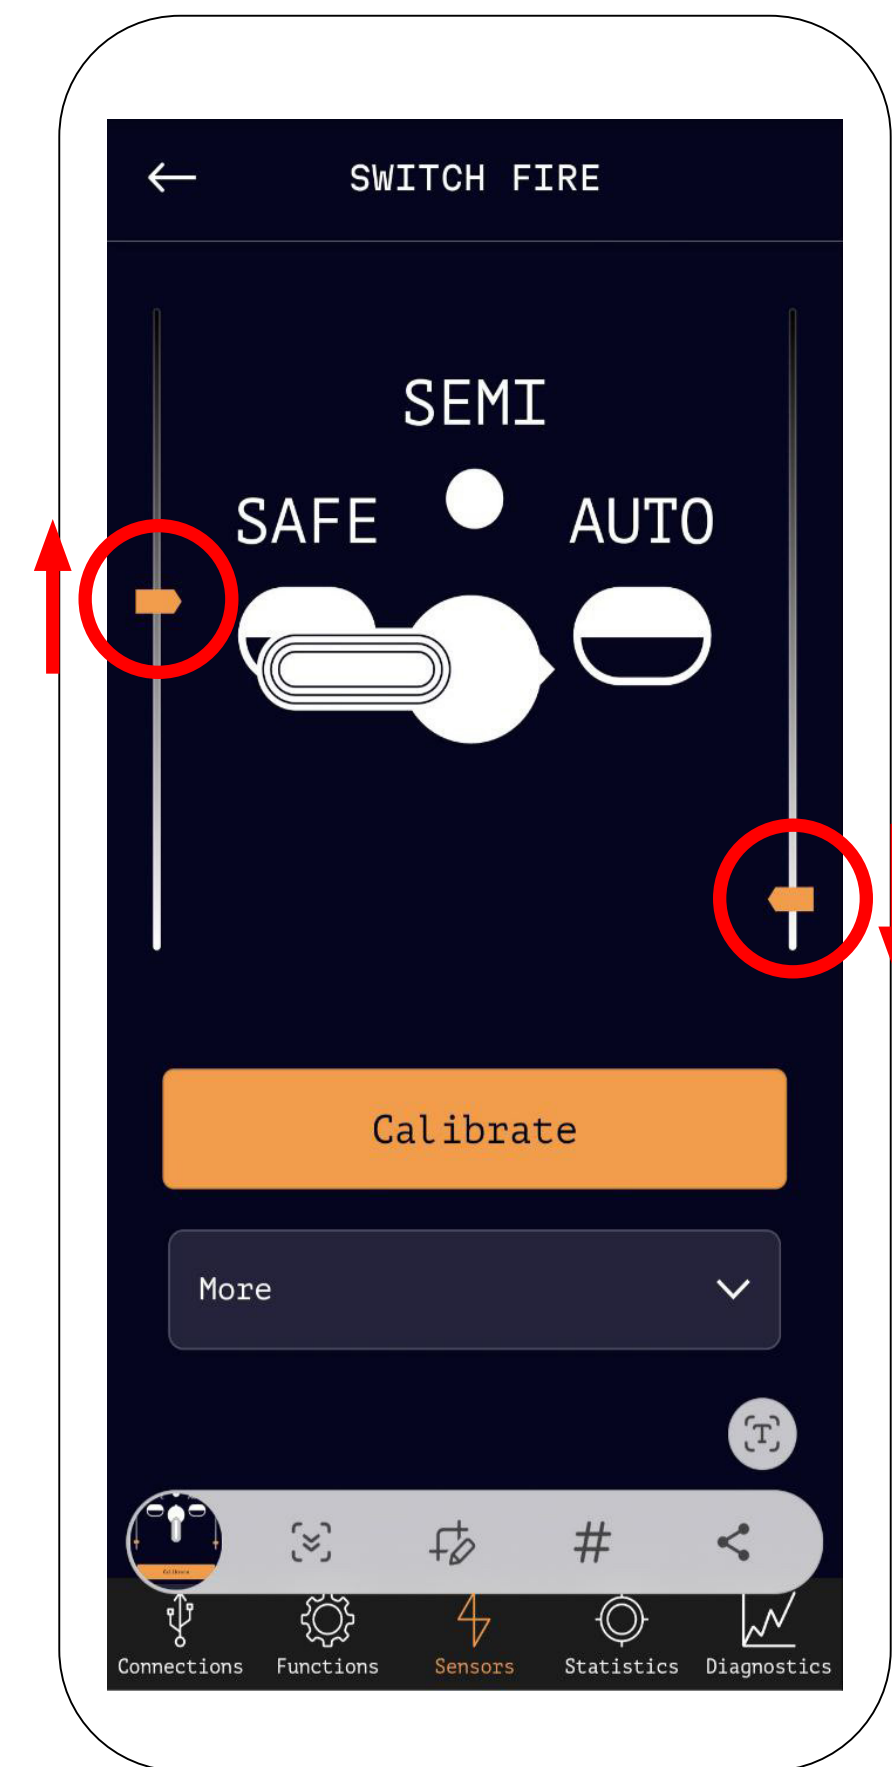 SWITCH FIRE
SEMI
SAFE
AUTO
Calibrate
More
T
Connections Functions Sensors Statistics Diagnostics